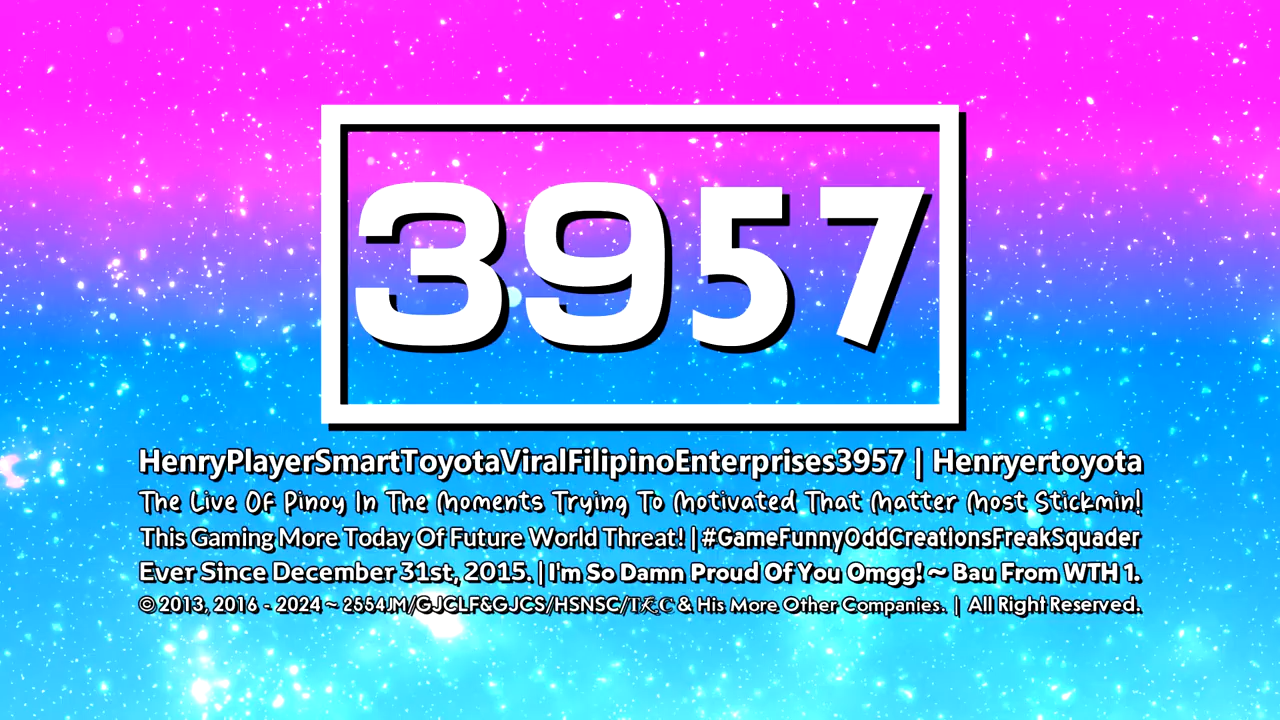 3957
HenryPlayerSmartToyotaViralFilipinoEnterprises3957 | Henryertoyota
The Live Of Pinoy In The Moments Trying To Motivated That Matter Most Stickmin!
This Gaming More Today Of Future World Threat! | #GameFunnyOddCreationsFreakSquader
Ever Since December 31st, 2015. | I'm So Damn Proud Of You Omgg! ~ Bau From WTH 1.
© 2013, 2016 - 2024 ~ 2554JM/GJCLF&GJCS/HSNSC/ & His More Other Companies. | All Right Reserved.